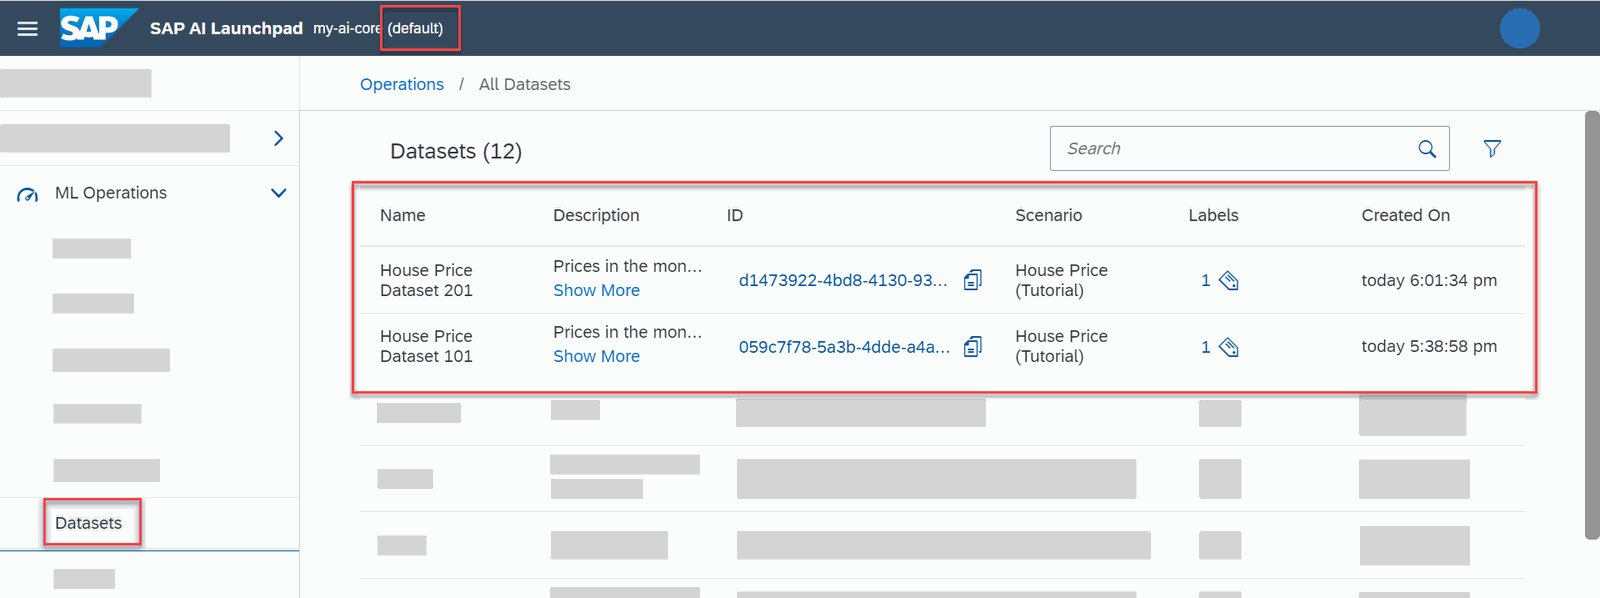 SAP SAP AI Launchpad my-ai-core (default)
Operations / All Datasets
Datasets (12)
Search
ML Operations
Datasets
Name Description ID Scenario Labels Created On
House Price
Dataset 201
Prices in the mon...
Show More
d1473922-4bd8-4130-93...
House Price
(Tutorial)
1
today 6:01:34 pm
House Price
Dataset 101
Prices in the mon...
Show More
059c7f78-5a3b-4dde-a4a...
House Price
(Tutorial)
1
today 5:38:58 pm